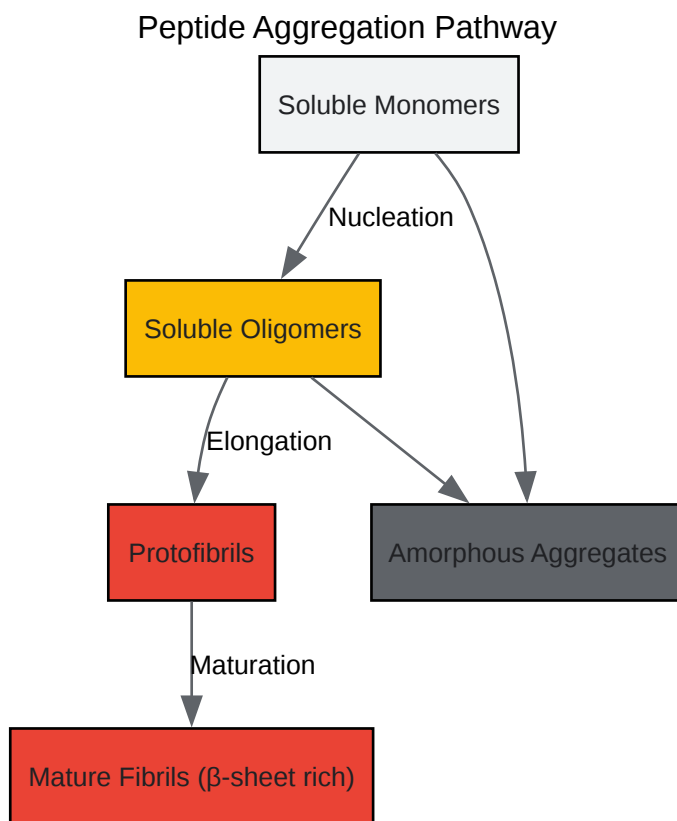 Peptide Aggregation Pathway
Soluble Monomers
Nucleation
Soluble Oligomers
Elongation
Protofibrils
Amorphous Aggregates
Maturation
Mature Fibrils (β-sheet rich)